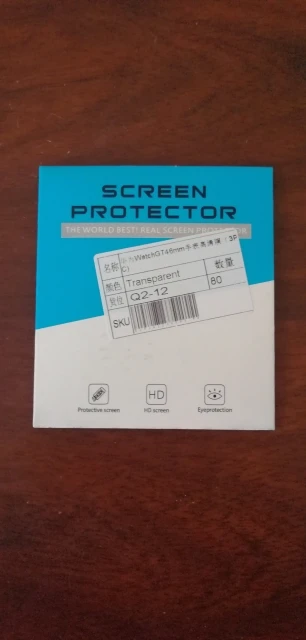 SCREEN
PROTECTOR
THE WORLD BEST! REAL SCREEN PROTECTOR
名称 WatchGT46mm手表高清膜（3P
C）
颜色 Transparent 数量
货位 Q2-12 80
SKU
Protective screen HD HD screen Eyeprotection